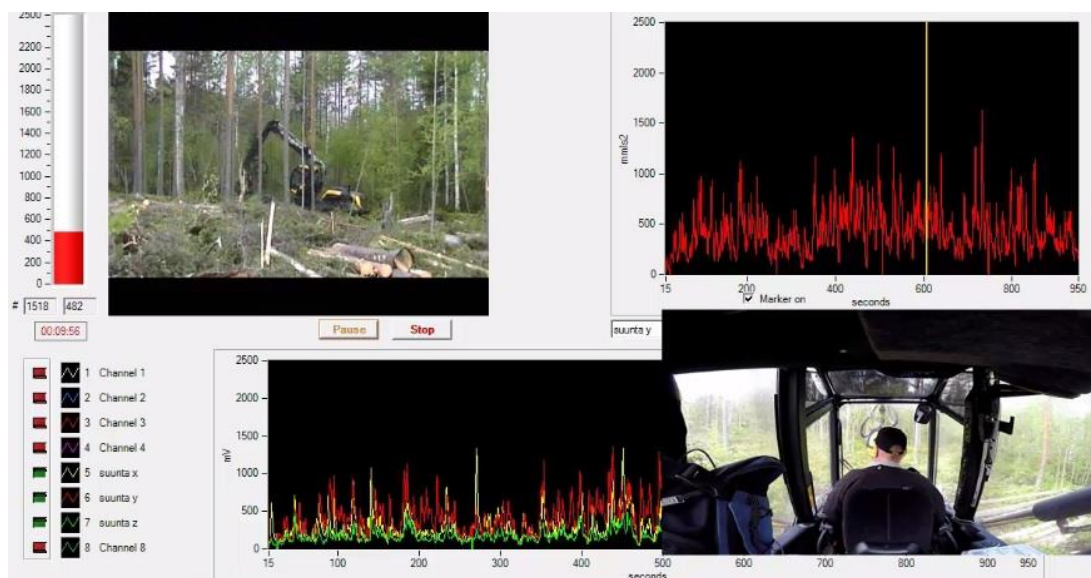 2500
2200
2000
1800
1600
1400
1200
1000
800
600
400
200
0
# 1518 482
00:09:56
Pause Stop
2500
2000
1500
1000
500
0
mm/s2
15 200 400 600 800 950
Marker on seconds
suunta y
1 Channel 1
2 Channel 2
3 Channel 3
4 Channel 4
5 suunta x
6 suunta y
7 suunta z
8 Channel 8
2500
2000
1500
1000
500
0
mV
15 100 200 300 400 500 600 700 800 900 950
seconds